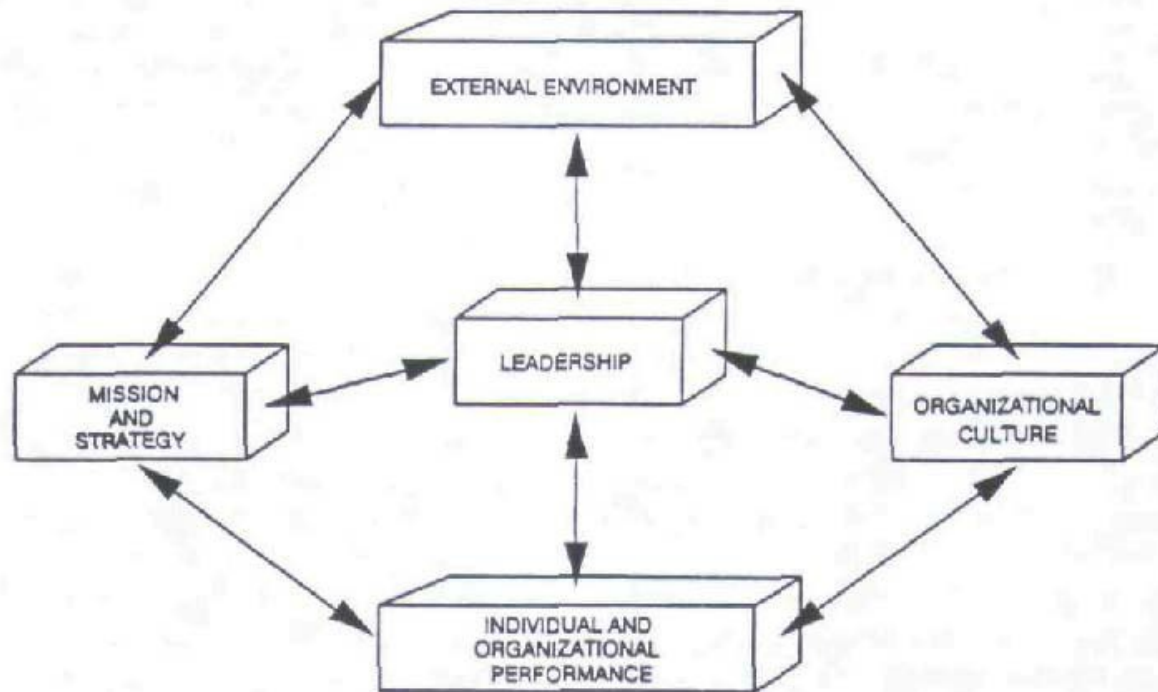 EXTERNAL ENVIRONMENT
LEADERSHIP
MISSION
AND
STRATEGY
ORGANIZATIONAL
CULTURE
INDIVIDUAL AND
ORGANIZATIONAL
PERFORMANCE